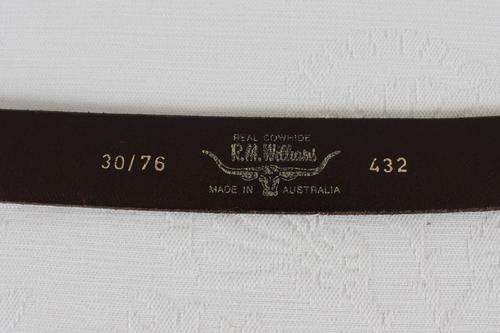 REAL COWHIDE
30/76 R.M.Williams 432
MADE IN AUSTRALIA